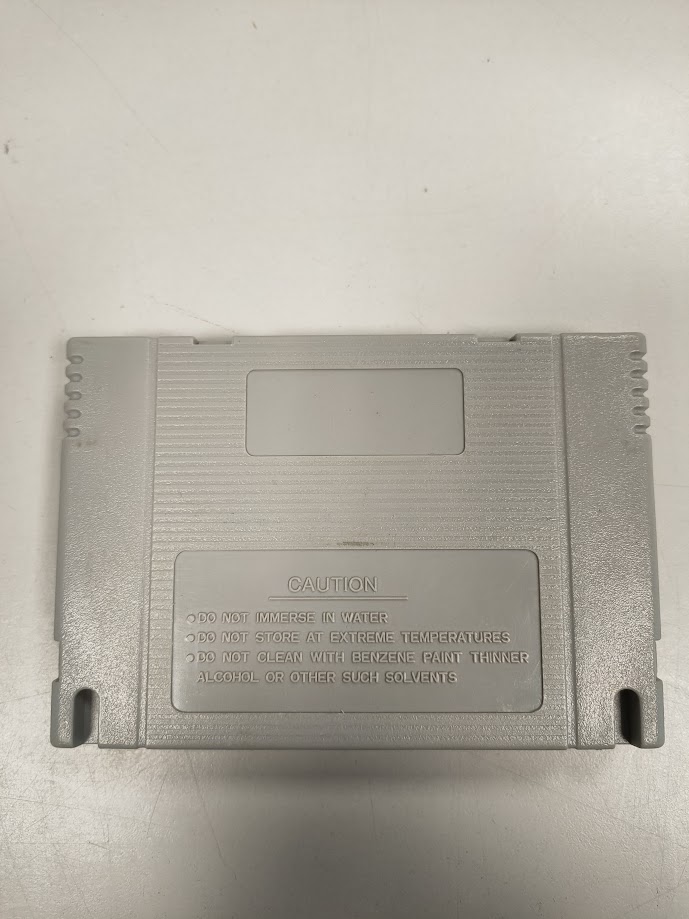 CAUTION
DO NOT IMMERSE IN WATER
DO NOT STORE AT EXTREME TEMPERATURES
DO NOT CLEAN WITH BENZENE PAINT THINNER
ALCOHOL OR OTHER SUCH SOLVENTS